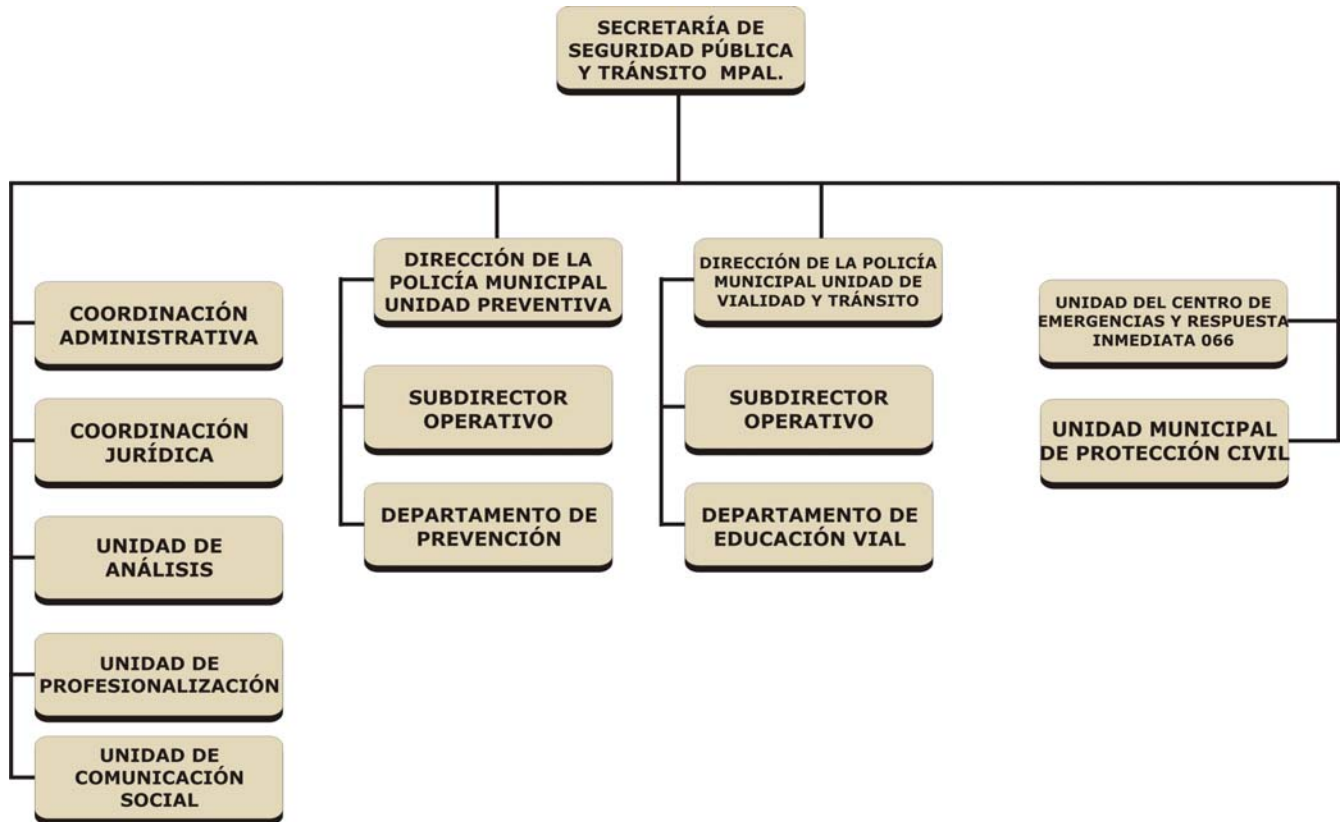 SECRETARÍA DE
SEGURIDAD PÚBLICA
Y TRÁNSITO MPAL.
COORDINACIÓN
ADMINISTRATIVA
COORDINACIÓN
JURÍDICA
UNIDAD DE
ANÁLISIS
UNIDAD DE
PROFESIONALIZACIÓN
UNIDAD DE
COMUNICACIÓN
SOCIAL
DIRECCIÓN DE LA
POLICÍA MUNICIPAL
UNIDAD PREVENTIVA
SUBDIRECTOR
OPERATIVO
DEPARTAMENTO DE
PREVENCIÓN
DIRECCIÓN DE LA POLICÍA
MUNICIPAL UNIDAD DE
VIALIDAD Y TRÁNSITO
SUBDIRECTOR
OPERATIVO
DEPARTAMENTO DE
EDUCACIÓN VIAL
UNIDAD DEL CENTRO DE
EMERGENCIAS Y RESPUESTA
INMEDIATA 066
UNIDAD MUNICIPAL
DE PROTECCIÓN CIVIL